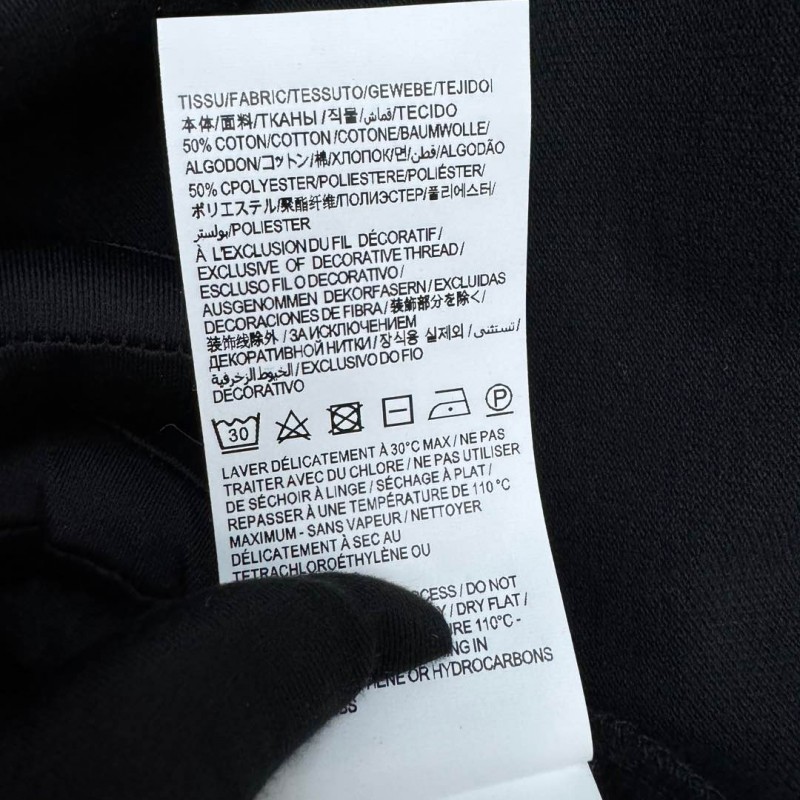 TISSU/FABRIC/TESSUTO/GEWEBE/TEJIDOI
本体/面料/ТКАНЫ/직물/قماش/TECIDO
50% COTON/COTTON/COTONE/BAUMWOLLE/
ALGODON/コットン/棉/ХЛОПОК/면/قطن/ALGODÃO
50% CPOLYESTER/POLIESTERE/POLIÉSTER/
ポリエステル/聚酯纤维/ПОЛИЭСТЕР/폴리에스터/
بولستر/POLIESTER
À L'EXCLUSION DU FIL DÉCORATIF/
EXCLUSIVE OF DECORATIVE THREAD/
ESCLUSO FIL O DECORATIVO/
AUSGENOMMEN DEKORFASERN/EXCLUIDAS
DECORACIONES DE FIBRA/装飾部分を除く/
装饰线除外/ЗА ИСКЛЮЧЕНИЕМ
ДЕКОРАТИВНОЙ НИТКИ/장식용 실제외/تستثنى/
الخيوط الزخرفية/EXCLUSIVO DO FIO
DECORATIVO
30 P
LAVER DÉLICATEMENT À 30°C MAX / NE PAS
TRAITER AVEC DU CHLORE / NE PAS UTILISER
DE SÉCHOIR À LINGE / SÉCHAGE À PLAT /
REPASSER À UNE TEMPÉRATURE DE 110 °C
MAXIMUM - SANS VAPEUR / NETTOYER
DÉLICATEMENT À SEC AU
TETRACHLOROÉTHYLÈNE OU
CESS / DO NOT
Y / DRY FLAT /
RE 110°C -
NG IN
ENE OR HYDROCARBONS
SS